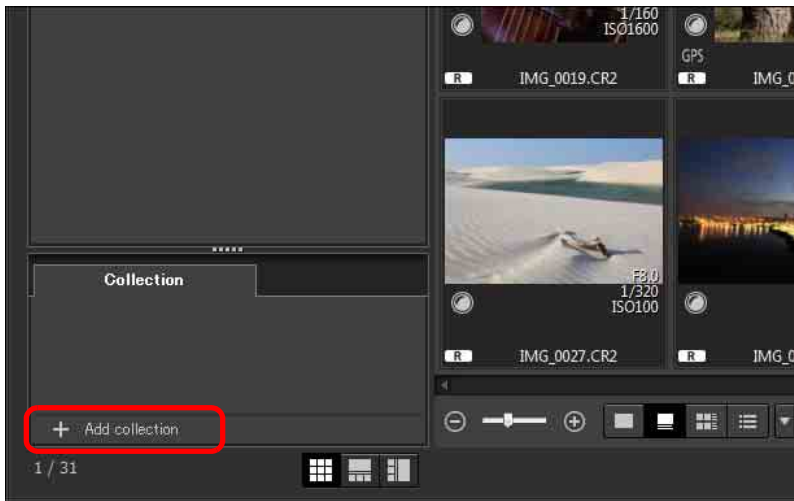 1/160
ISO1600
GPS
R
IMG_0019.CR2
R
Collection
F8.0
1/320
ISO100
R
IMG_0027.CR2
R
Add collection
1 / 31